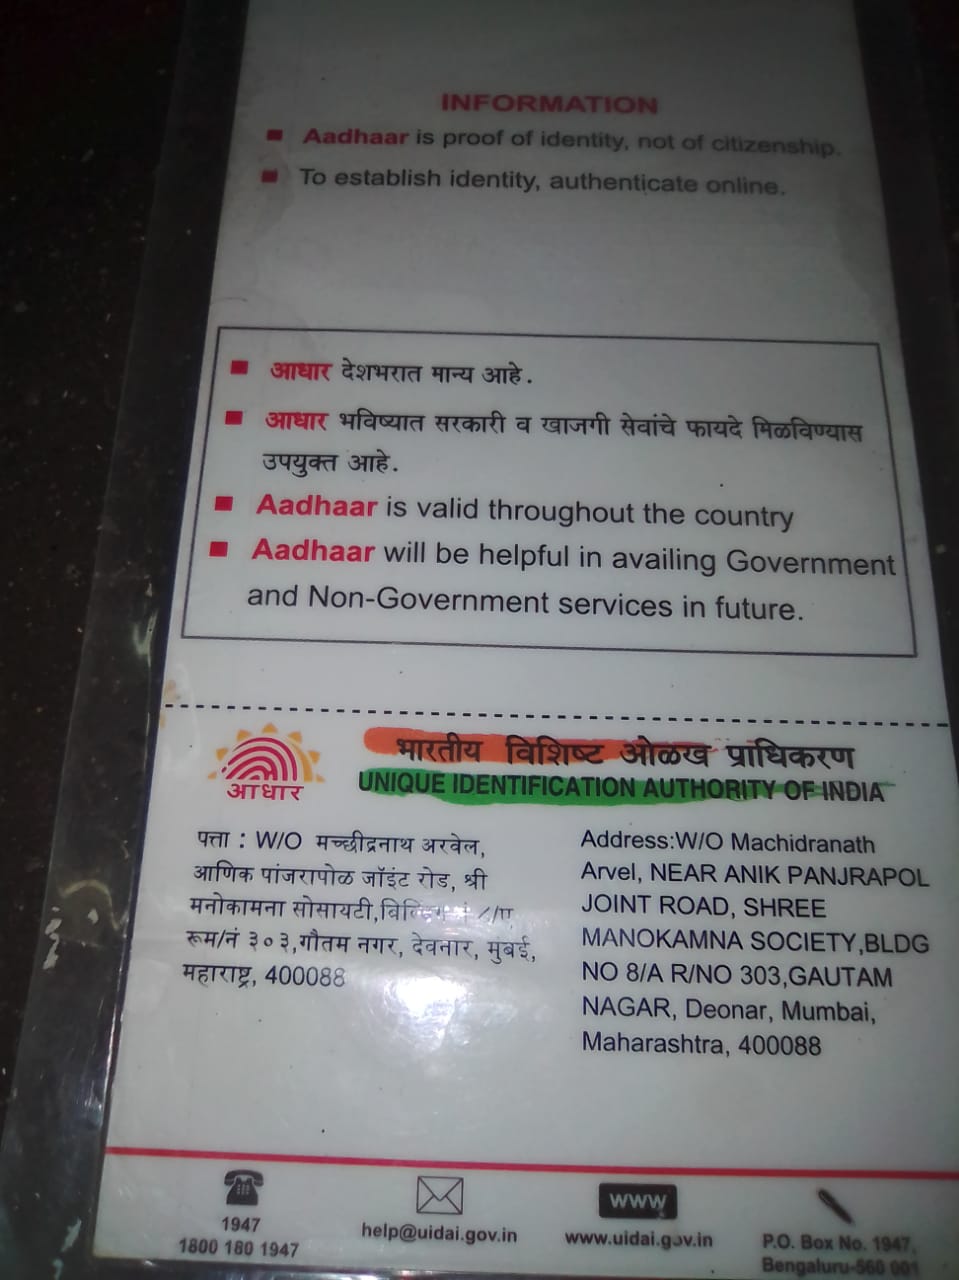 INFORMATION
Aadhaar is proof of identity, not of citizenship.
To establish identity, authenticate online.
आधार देशभरात मान्य आहे.
आधार भविष्यात सरकारी व खाजगी सेवांचे फायदे मिळविण्यास
उपयुक्त आहे.
Aadhaar is valid throughout the country
Aadhaar will be helpful in availing Government
and Non-Government services in future.
आधार
भारतीय विशिष्ट ओळख प्राधिकरण
UNIQUE IDENTIFICATION AUTHORITY OF INDIA
पत्ता : W/O मच्छीद्रनाथ अरवेल,
आणिक पांजरापोळ जॉइंट रोड, श्री
मनोकामना सोसायटी,
रूम/नं ३०३,गौतम नगर, देवनार, मुंबई,
महाराष्ट्र, 400088
Address:W/O Machidranath
Arvel, NEAR ANIK PANJRAPOL
JOINT ROAD, SHREE
MANOKAMNA SOCIETY,BLDG
NO 8/A R/NO 303,GAUTAM
NAGAR, Deonar, Mumbai,
Maharashtra, 400088
1947
1800 180 1947
help@uidai.gov.in
www
www.uidai.gov.in
P.O. Box No. 1947,
Bengaluru-560 001